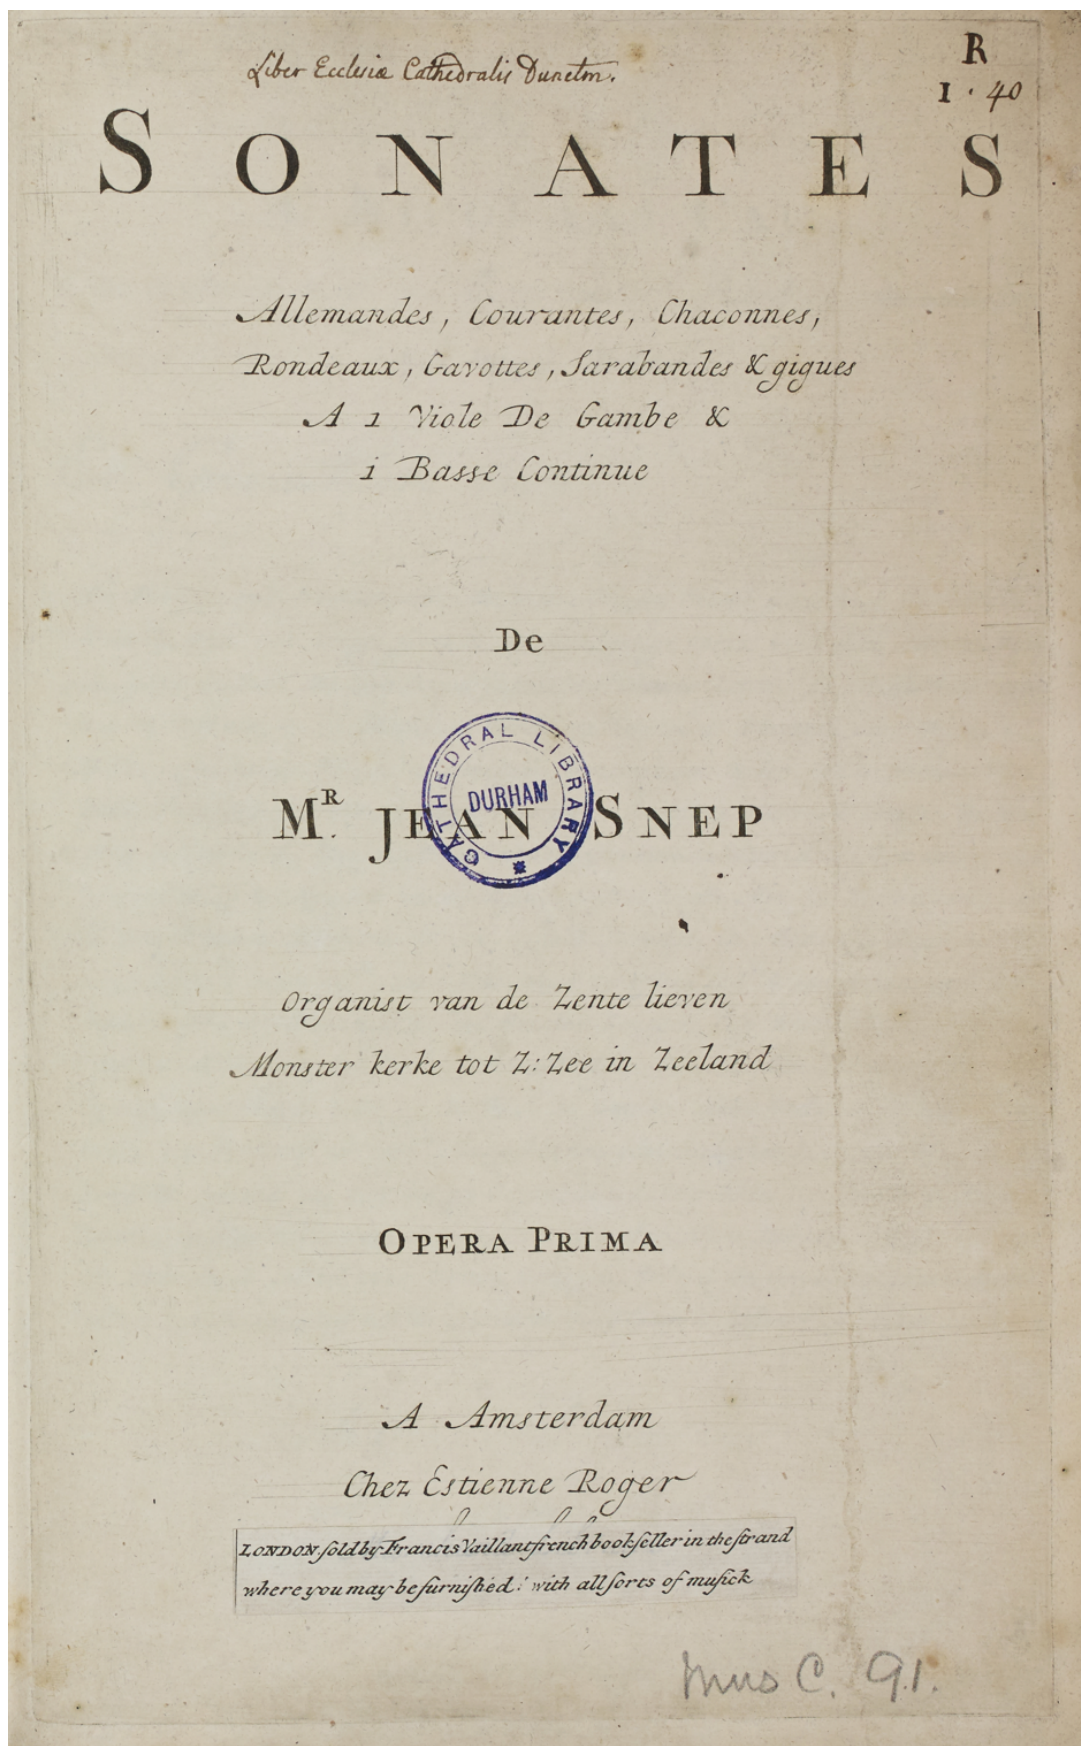 Liber Ecclesiæ Cathedralis Dunelm.
R
I · 40
SONATES
Allemandes, Courantes, Chaconnes,
Rondeaux, Gavottes, Sarabandes & gigues
A 1 Viole De Gambe &
1 Basse Continue
De
CATHEDRAL LIBRARY
DURHAM
MR. JEAN SNEP
Organist van de Zente lieven
Monster kerke tot Z: Zee in Zeeland
OPERA PRIMA
A Amsterdam
Chez Estienne Roger
LONDON. ſold by Francis Vaillant french bookſeller in the ſtrand
where you may be furniſhed: with all ſorts of muſick
Mus C. 91.